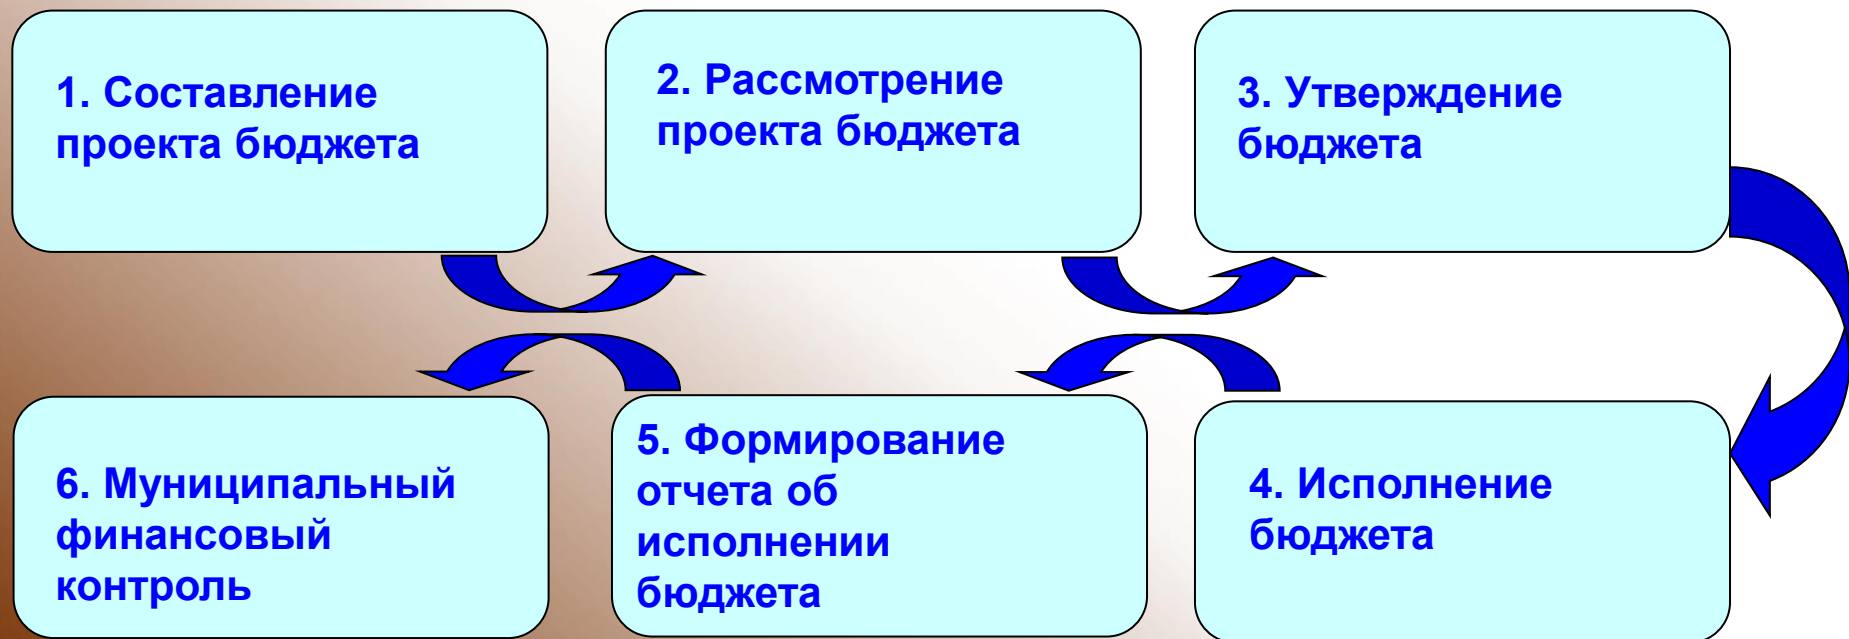 1. Составление
проекта бюджета
2. Рассмотрение
проекта бюджета
3. Утверждение
бюджета
4. Исполнение
бюджета
5. Формирование
отчета об
исполнении
бюджета
6. Муниципальный
финансовый
контроль